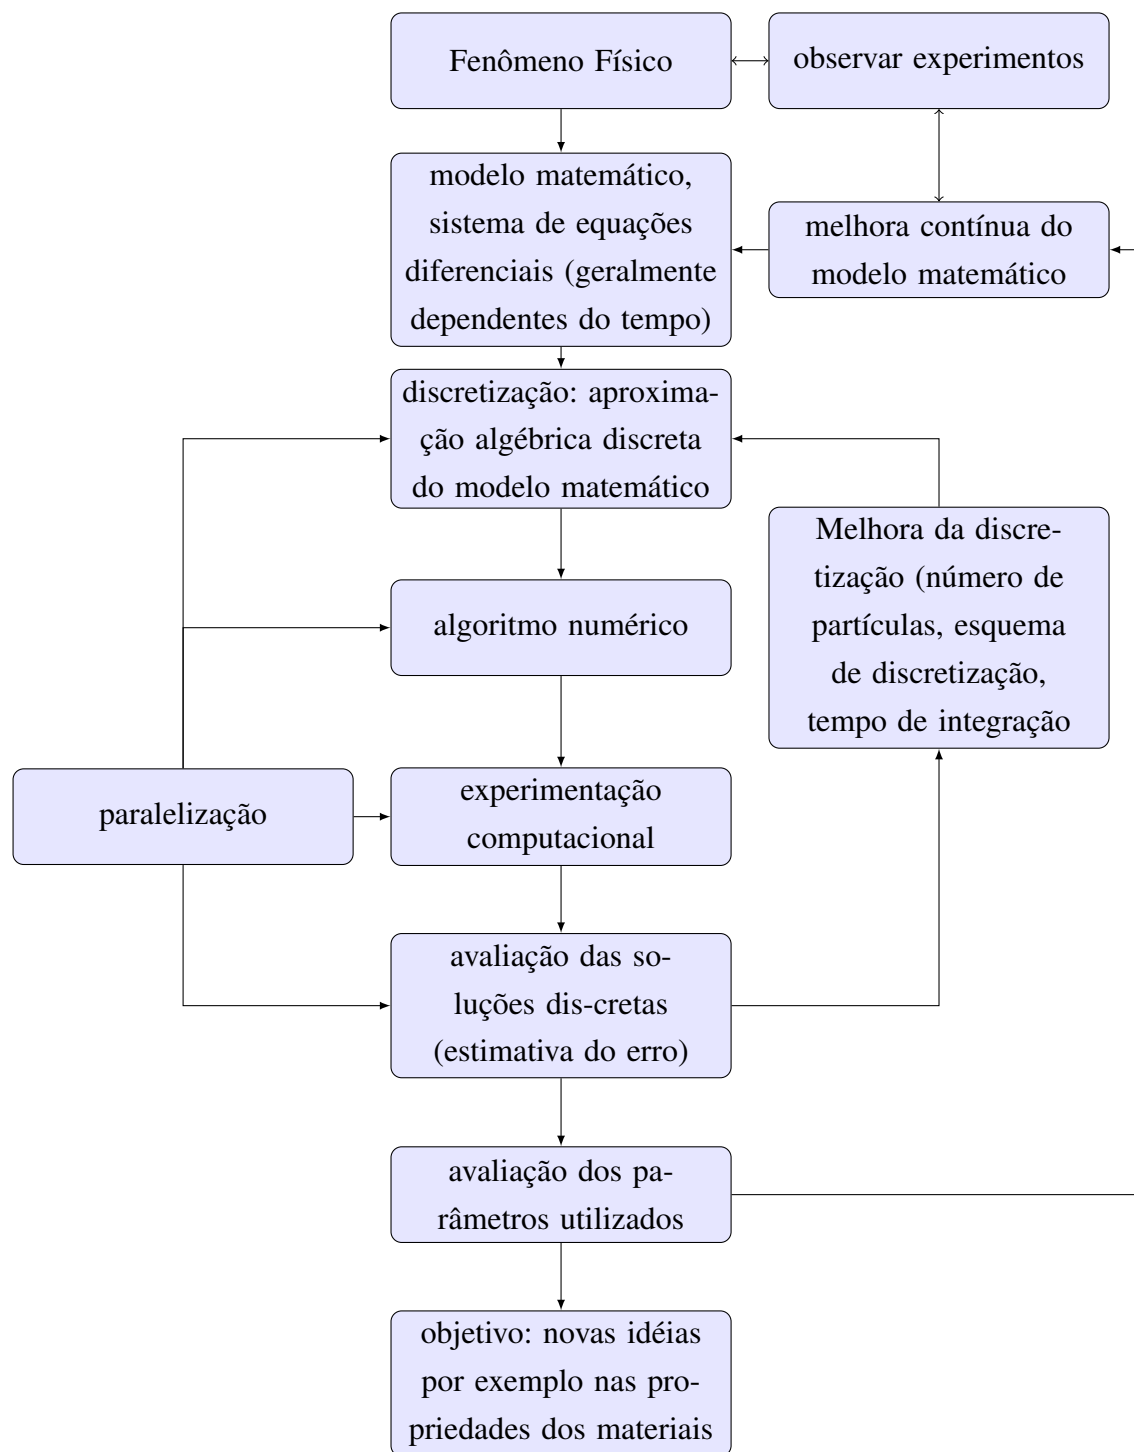 Fenômeno Físico
observar experimentos
modelo matemático,
sistema de equações
diferenciais (geralmente
dependentes do tempo)
melhora contínua do
modelo matemático
discretização: aproxima-
ção algébrica discreta
do modelo matemático
Melhora da discre-
tização (número de
partículas, esquema
de discretização,
tempo de integração
algoritmo numérico
paralelização
experimentação
computacional
avaliação das so-
luções dis-cretas
(estimativa do erro)
avaliação dos pa-
râmetros utilizados
objetivo: novas idéias
por exemplo nas pro-
priedades dos materiais